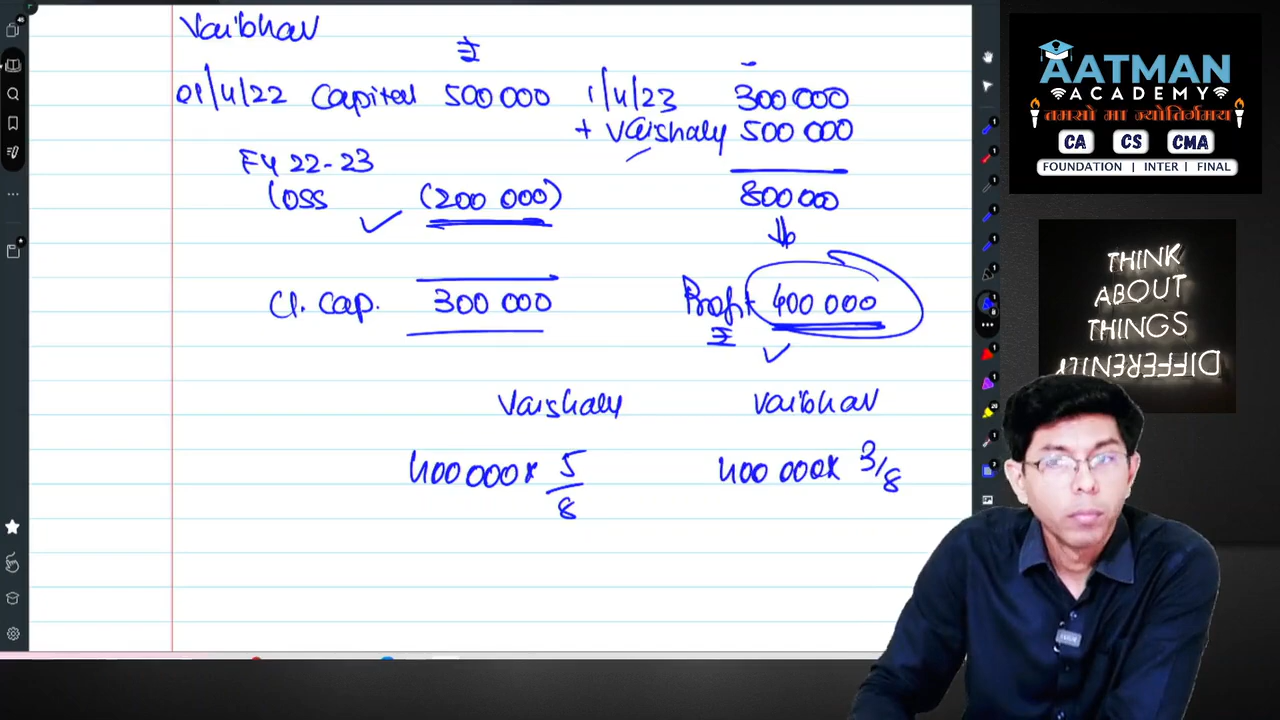 Vaibhav
₹
01/4/22 Capital 500 000 1/4/23 300 000
+ Vaishaly 500 000
FY 22-23
Loss (200 000) 800 000
Cl. Cap. 300 000 Profit 400 000
₹
Vaishaly Vaibhav
400 000 × 5/8 400 000 × 3/8
AATMAN
ACADEMY
तमसो मा ज्योतिर्गमय
CA CS CMA
FOUNDATION | INTER | FINAL
THINK
ABOUT
THINGS
DIFFERENTLY